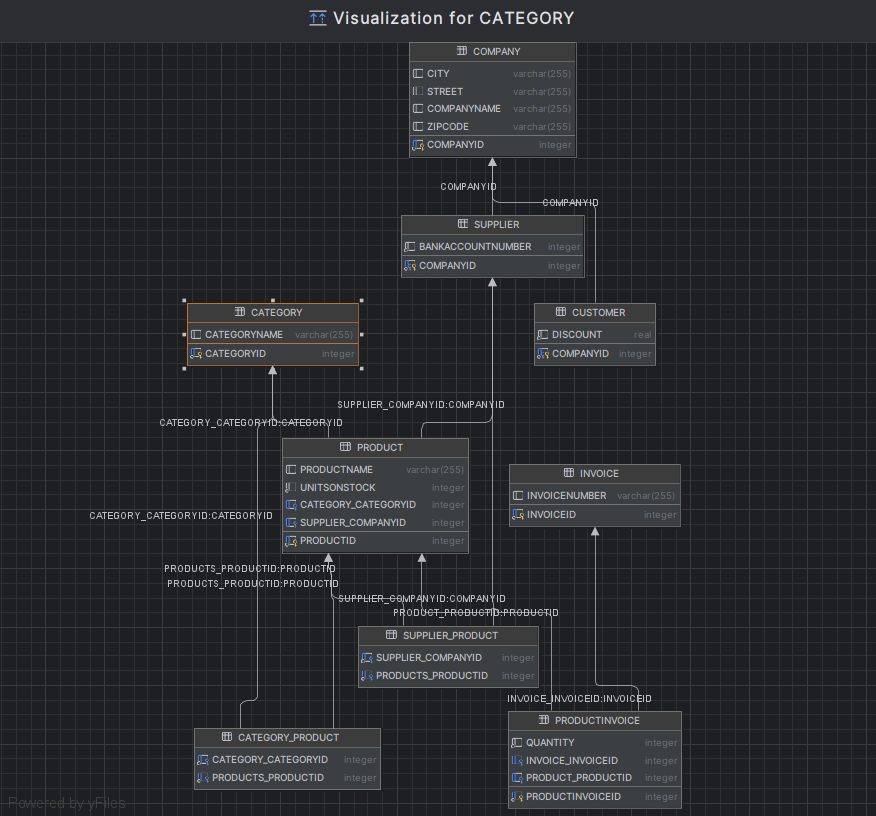 Visualization for CATEGORY
COMPANY
CITY varchar(255)
STREET varchar(255)
COMPANYNAME varchar(255)
ZIPCODE varchar(255)
COMPANYID integer
COMPANYID
COMPANYID
SUPPLIER
BANKACCOUNTNUMBER integer
COMPANYID integer
CATEGORY
CATEGORYNAME varchar(255)
CATEGORYID integer
CUSTOMER
DISCOUNT real
COMPANYID integer
SUPPLIER_COMPANYID:COMPANYID
CATEGORY_CATEGORYID:CATEGORYID
PRODUCT
PRODUCTNAME varchar(255)
UNITSONSTOCK integer
CATEGORY_CATEGORYID integer
SUPPLIER_COMPANYID integer
PRODUCTID integer
INVOICE
INVOICENUMBER varchar(255)
INVOICEID integer
CATEGORY_CATEGORYID:CATEGORYID
PRODUCTS_PRODUCTID:PRODUCTID
PRODUCTS_PRODUCTID:PRODUCTID
SUPPLIER_COMPANYID:COMPANYID
PRODUCT_PRODUCTID:PRODUCTID
SUPPLIER_PRODUCT
SUPPLIER_COMPANYID integer
PRODUCTS_PRODUCTID integer
INVOICE_INVOICEID:INVOICEID
PRODUCTINVOICE
QUANTITY integer
INVOICE_INVOICEID integer
PRODUCT_PRODUCTID integer
PRODUCTINVOICEID integer
CATEGORY_PRODUCT
CATEGORY_CATEGORYID integer
PRODUCTS_PRODUCTID integer
Powered by yFiles